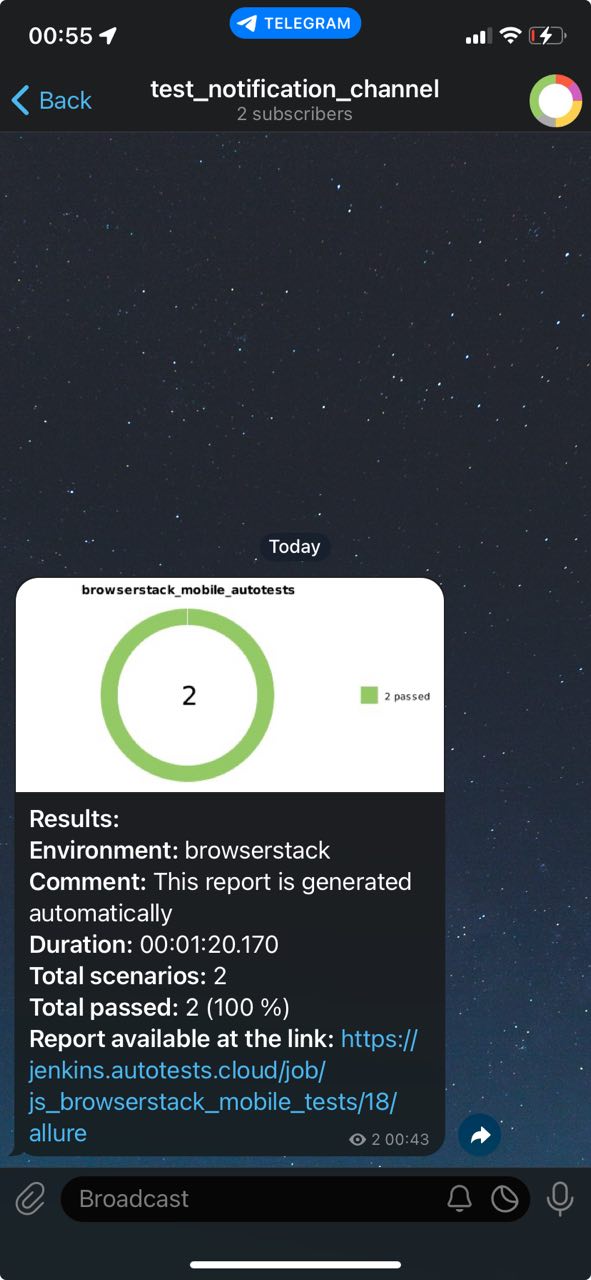 00:55
TELEGRAM
Back
test_notification_channel
2 subscribers
Today
browserstack_mobile_autotests
2
2 passed
Results:
Environment: browserstack
Comment: This report is generated
automatically
Duration: 00:01:20.170
Total scenarios: 2
Total passed: 2 (100 %)
Report available at the link: https://
jenkins.autotests.cloud/job/
js_browserstack_mobile_tests/18/
allure
2 00:43
Broadcast